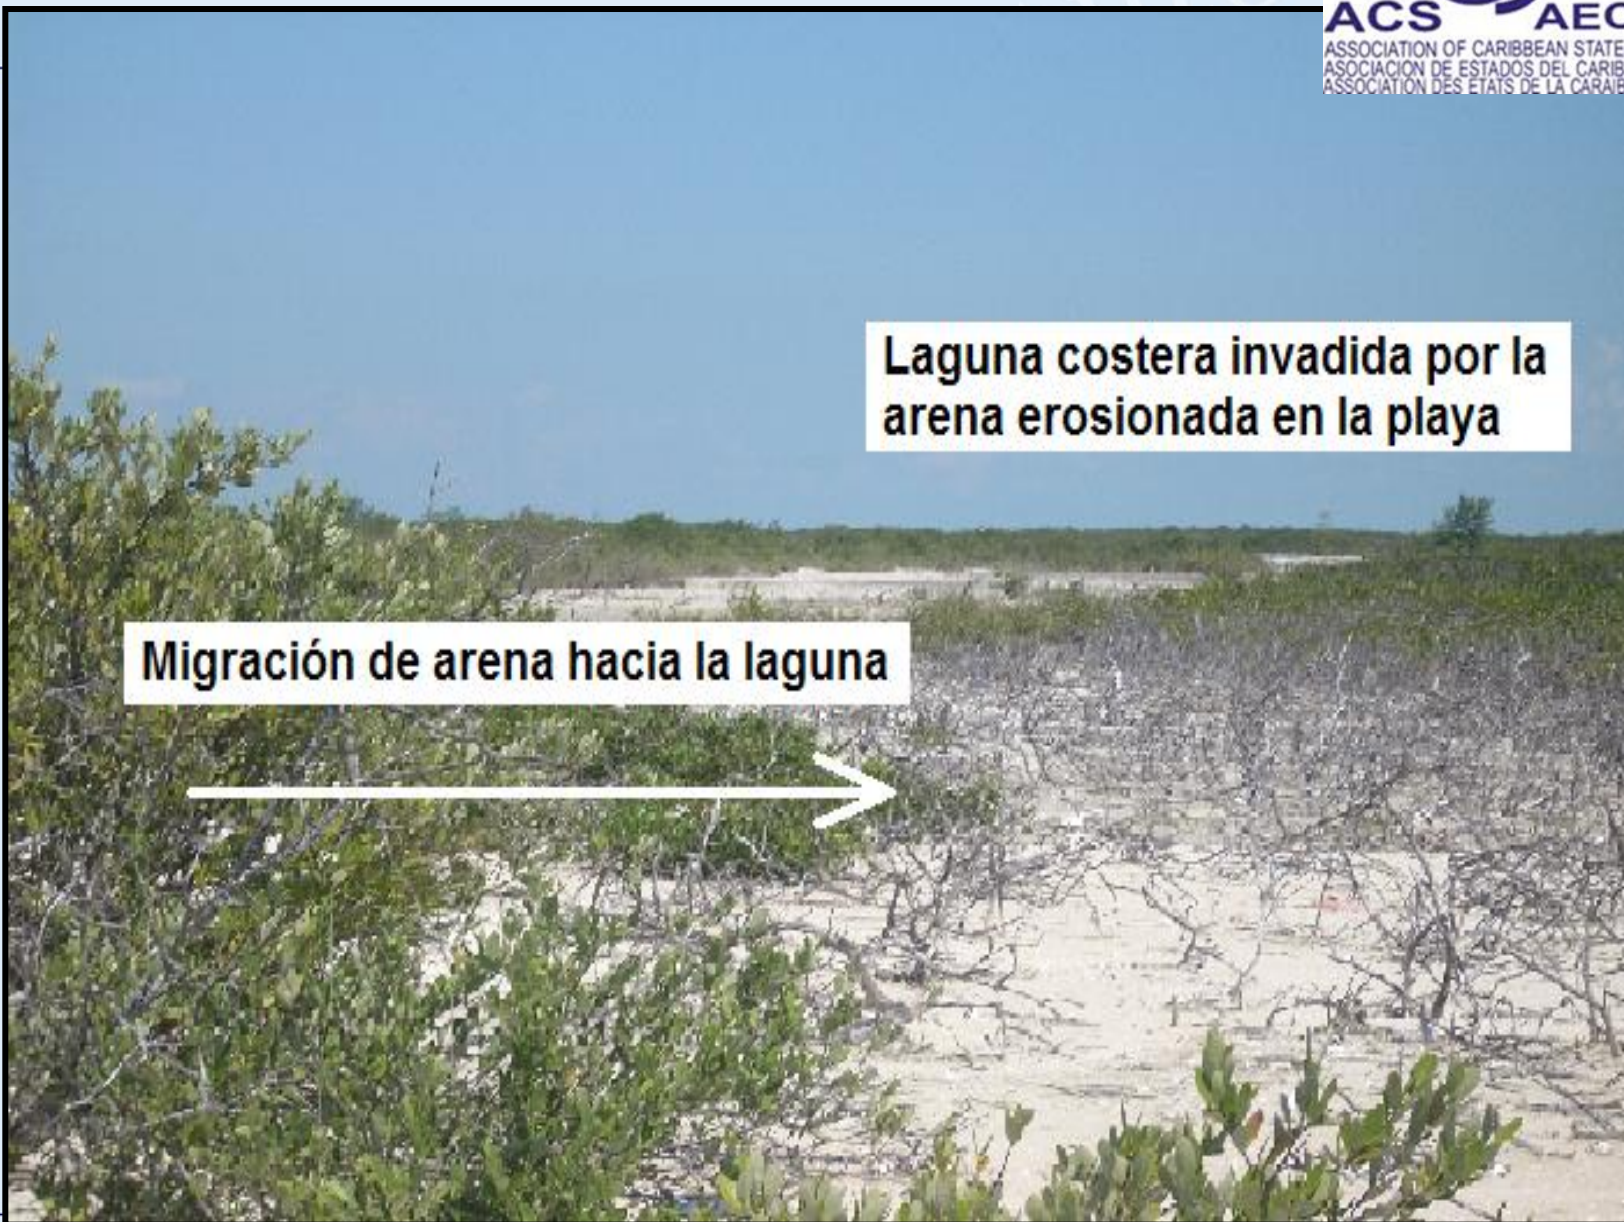 ACS AEC
ASSOCIATION OF CARIBBEAN STATE
ASOCIACION DE ESTADOS DEL CARIB
ASSOCIATION DES ETATS DE LA CARAIB
Laguna costera invadida por la
arena erosionada en la playa
Migración de arena hacia la laguna